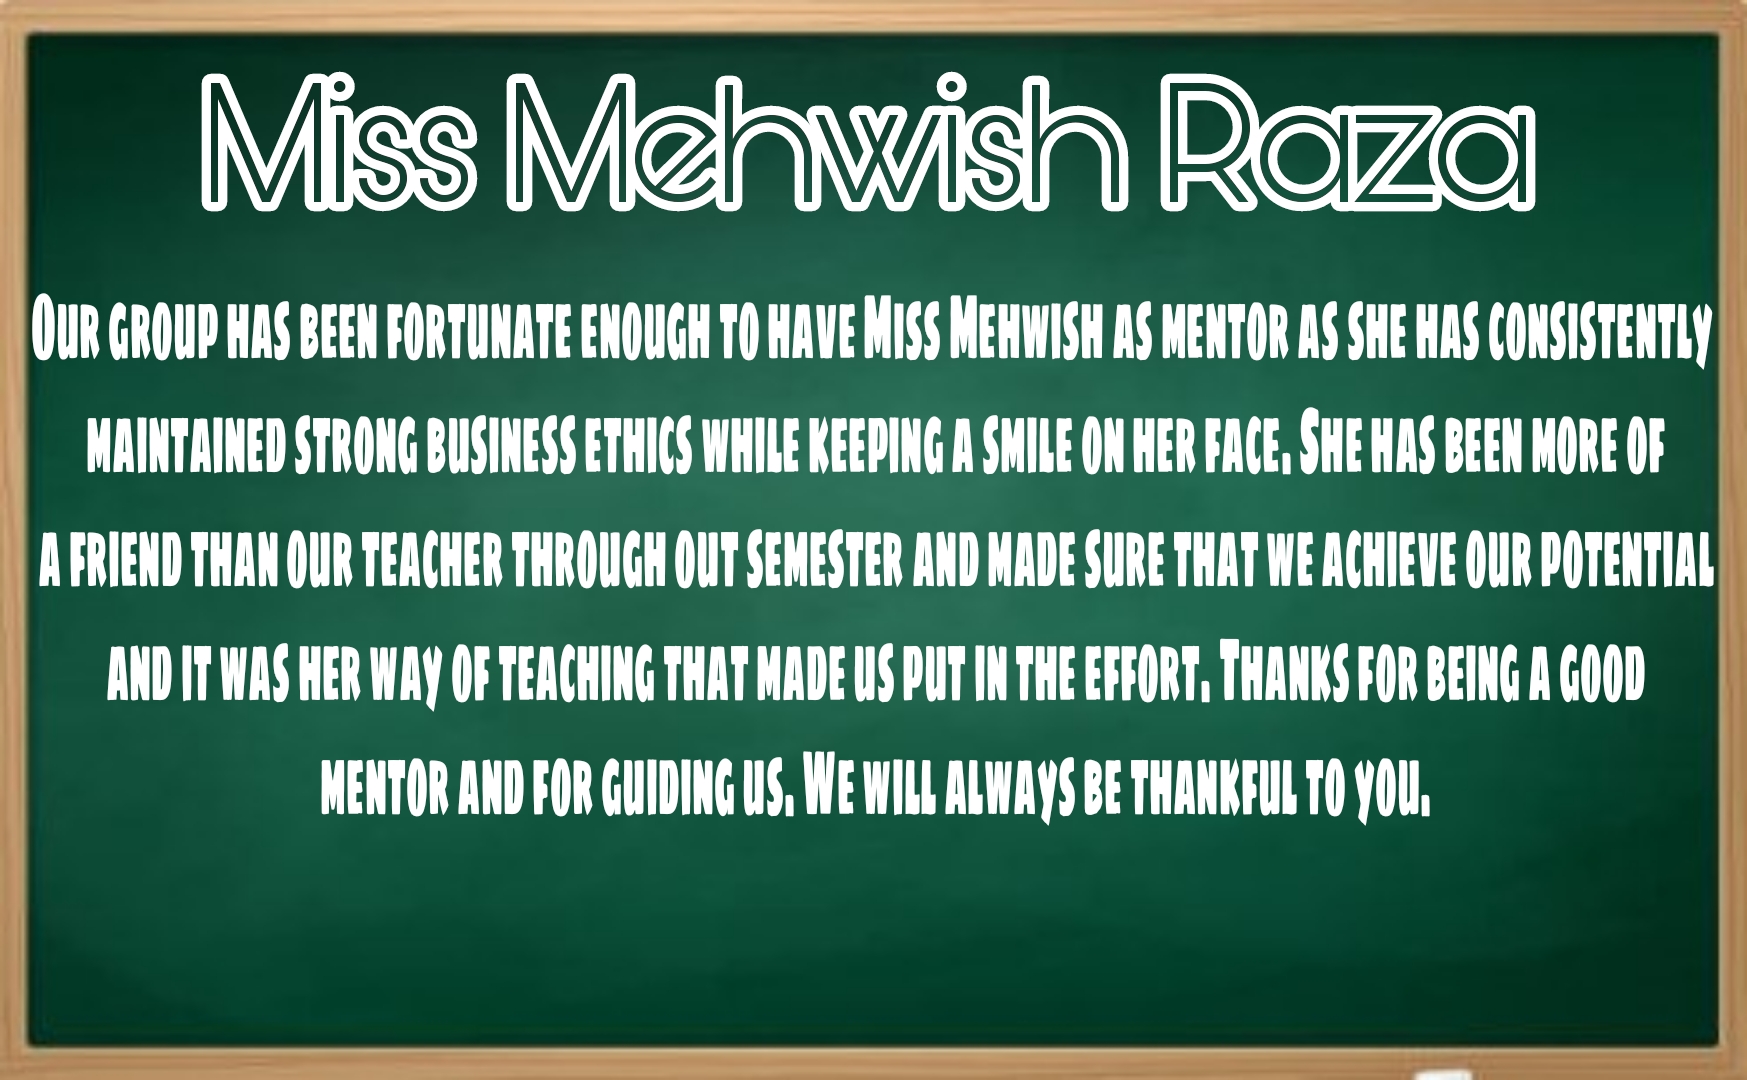 Miss Mehwish Raza
Our group has been fortunate enough to have Miss Mehwish as mentor as she has consistently
maintained strong business ethics while keeping a smile on her face. She has been more of
a friend than our teacher through out semester and made sure that we achieve our potential
and it was her way of teaching that made us put in the effort. Thanks for being a good
mentor and for guiding us. We will always be thankful to you.